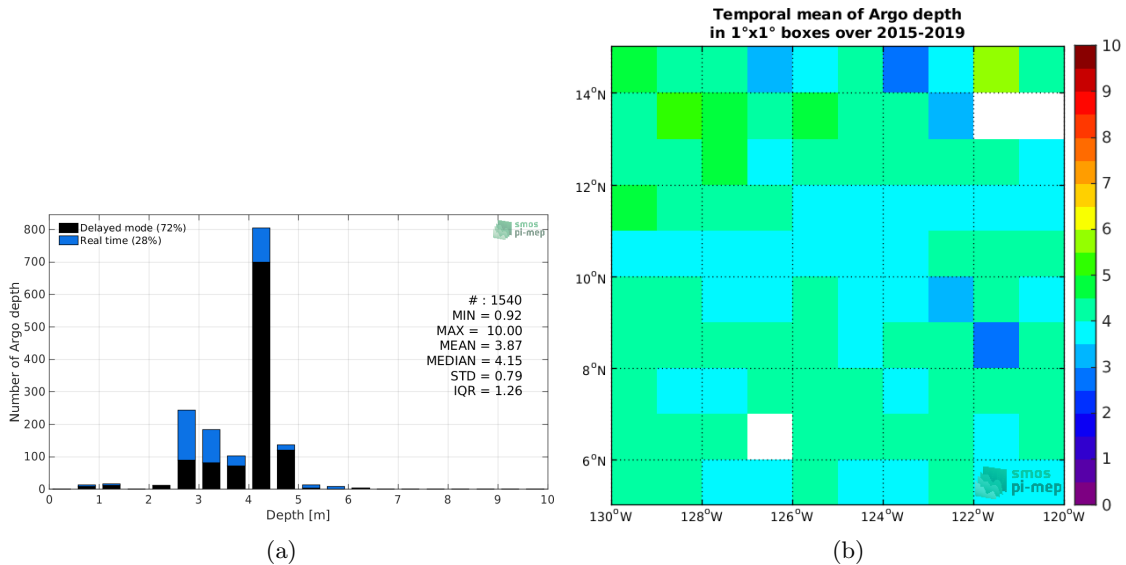 Delayed mode (72%)
Real time (28%)
smos
pi-mep
# : 1540
MIN = 0.92
MAX = 10.00
MEAN = 3.87
MEDIAN = 4.15
STD = 0.79
IQR = 1.26
Number of Argo depth
800
700
600
500
400
300
200
100
0
0 1 2 3 4 5 6 7 8 9 10
Depth [m]
(a)
Temporal mean of Argo depth
in 1°x1° boxes over 2015-2019
14°N
12°N
10°N
8°N
6°N
130°W 128°W 126°W 124°W 122°W 120°W
10
9
8
7
6
5
4
3
2
1
0
smos
pi-mep
(b)